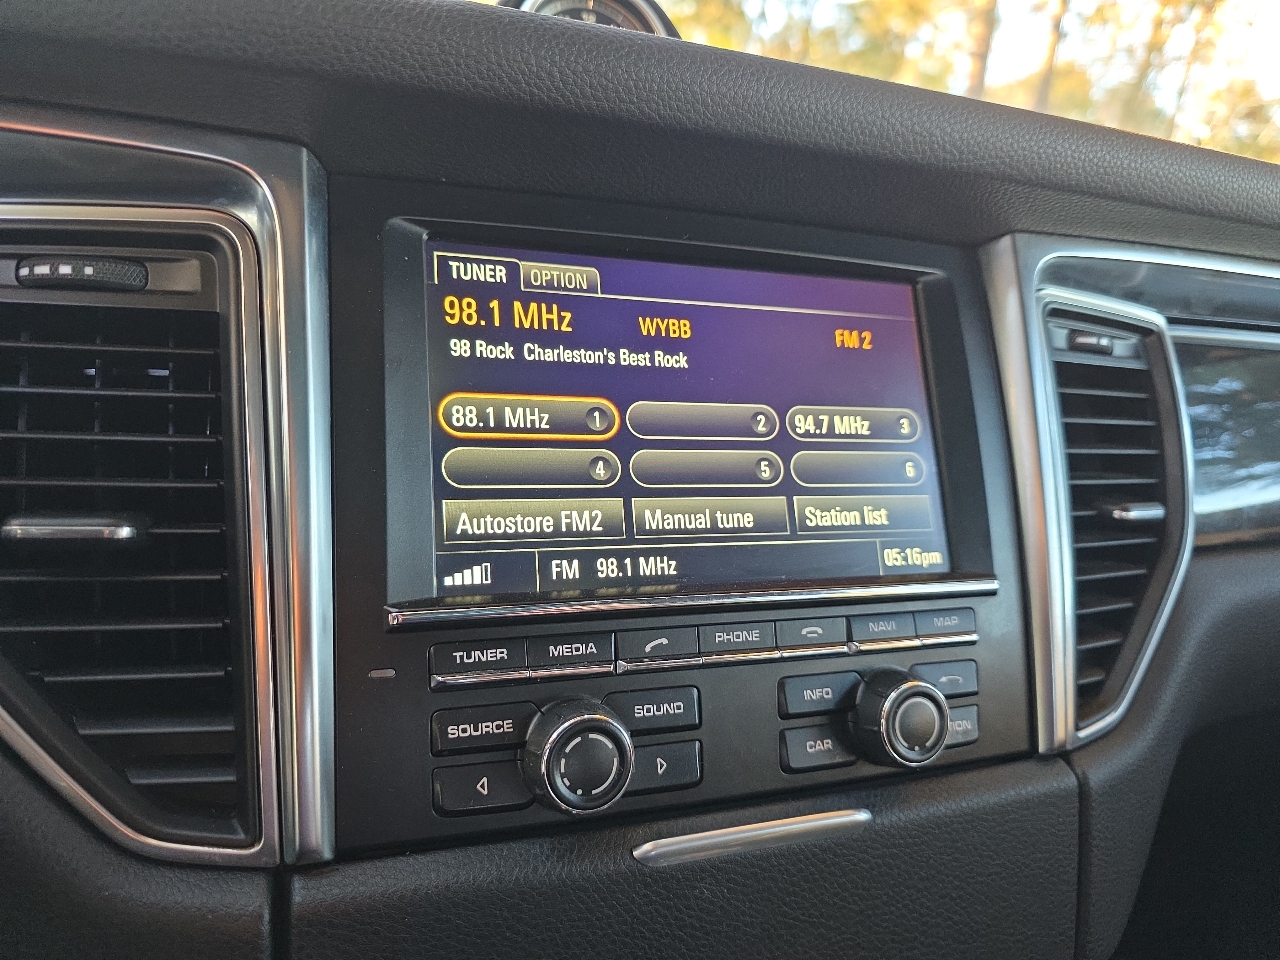 TUNER OPTION
98.1 MHz WYBB FM 2
98 Rock Charleston's Best Rock
88.1 MHz 1 2 94.7 MHz 3
4 5 6
Autostore FM2 Manual tune Station list
FM 98.1 MHz 05:16pm
TUNER MEDIA PHONE NAVI MAP
SOURCE SOUND INFO
CAR